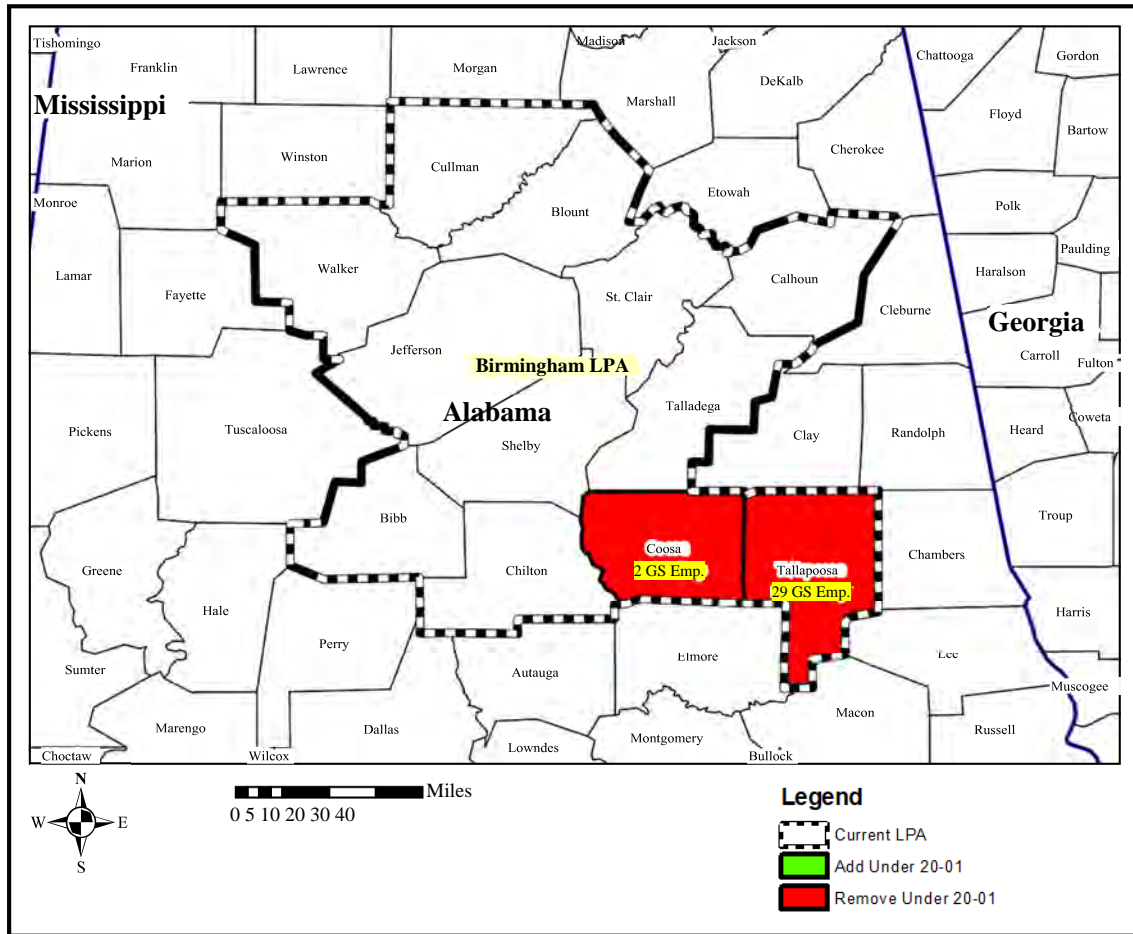 Tishomingo
Madison
Jackson
Chattooga
Gordon
Franklin
Lawrence
Morgan
DeKalb
Marshall
Mississippi
Floyd
Bartow
Cherokee
Marion
Winston
Cullman
Etowah
Monroe
Blount
Polk
Paulding
Lamar
Walker
Haralson
Calhoun
Fayette
St. Clair
Cleburne
Georgia
Jefferson
Carroll
Birmingham LPA
Fulton
Talladega
Alabama
Coweta
Pickens
Tuscaloosa
Shelby
Clay
Randolph
Heard
Bibb
Troup
Coosa
2 GS Emp.
Chambers
Greene
Chilton
Tallapoosa
29 GS Emp.
Hale
Harris
Perry
Elmore
Lee
Sumter
Autauga
Muscogee
Marengo
Dallas
Macon
Russell
Montgomery
Lowndes
Choctaw
Wilcox
Bullock
N
W
E
S
Miles
0 5 10 20 30 40
Legend
Current LPA
Add Under 20-01
Remove Under 20-01